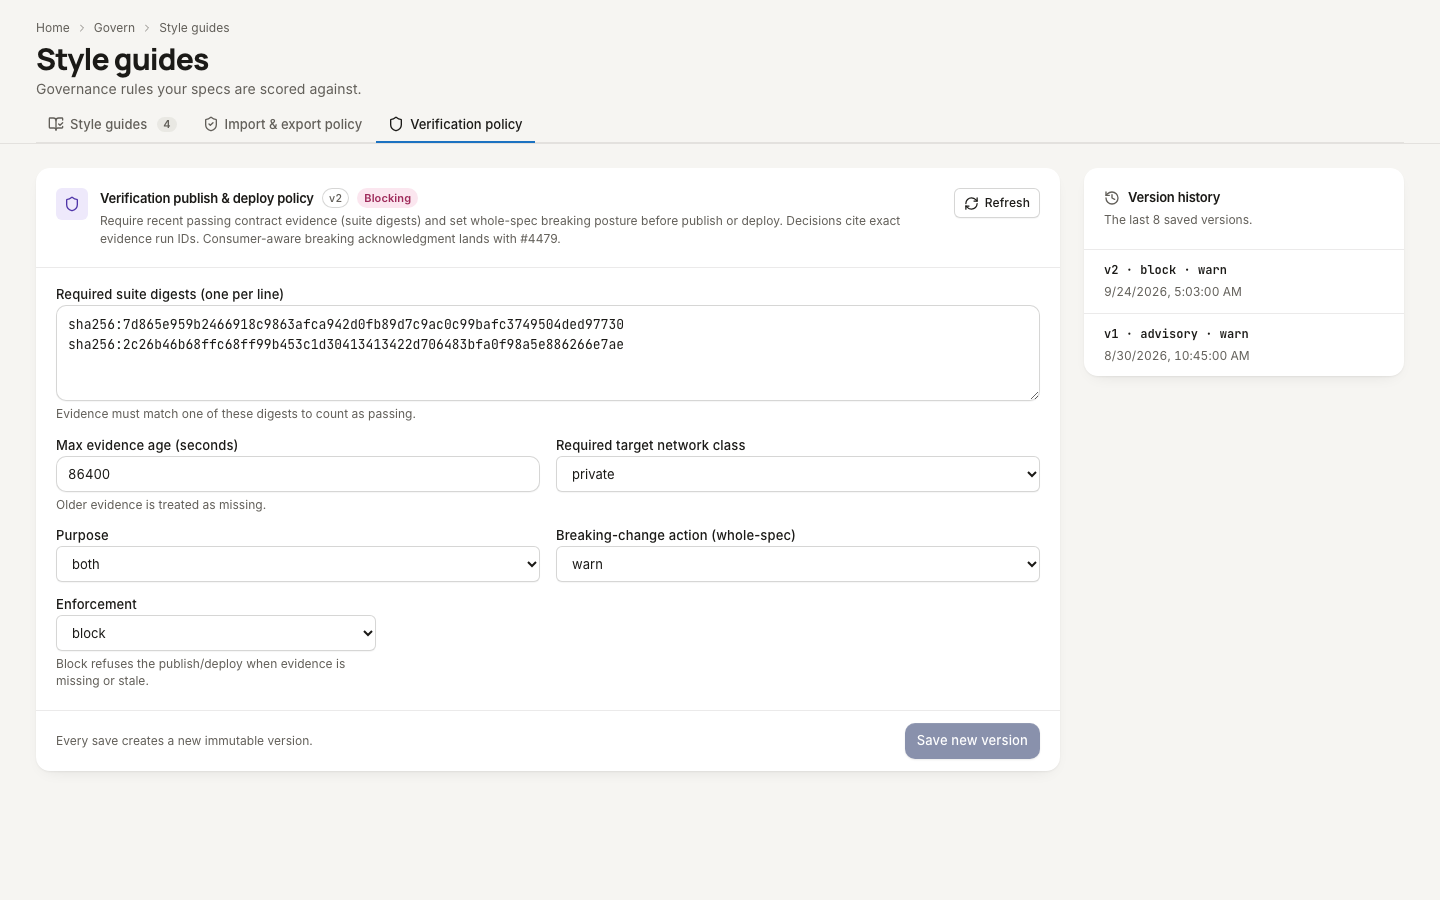 Home > Govern > Style guides
Style guides
Governance rules your specs are scored against.
Style guides 4
Import & export policy
Verification policy
Verification publish & deploy policy v2 Blocking
Require recent passing contract evidence (suite digests) and set whole-spec breaking posture before publish or deploy. Decisions cite exact
evidence run IDs. Consumer-aware breaking acknowledgment lands with #4479.
Refresh
Required suite digests (one per line)
sha256:7d865e959b2466918c9863afca942d0fb89d7c9ac0c99bafc3749504ded97730
sha256:2c26b46b68ffc68ff99b453c1d30413413422d706483bfa0f98a5e886266e7ae
Evidence must match one of these digests to count as passing.
Max evidence age (seconds)
86400
Older evidence is treated as missing.
Required target network class
private
Purpose
both
Breaking-change action (whole-spec)
warn
Enforcement
block
Block refuses the publish/deploy when evidence is
missing or stale.
Every save creates a new immutable version.
Save new version
Version history
The last 8 saved versions.
v2 · block · warn
9/24/2026, 5:03:00 AM
v1 · advisory · warn
8/30/2026, 10:45:00 AM